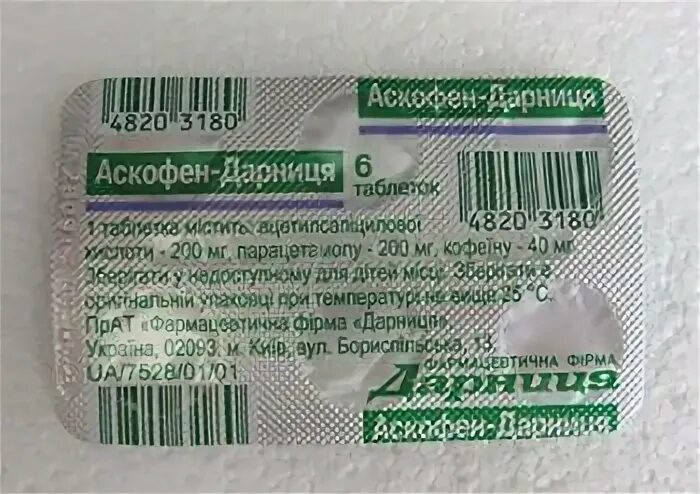 Аскофен-Дарниця
4820 3180
Аскофен-Дарниця
6
таблеток
4820 3180
1 таблетка містить: ацетилсаліцилової
кислоти - 200 мг, парацетамолу - 200 мг, кофеїну - 40 мг.
Зберігати у недоступному для дітей місці. Зберігати в
оригінальній упаковці при температурі не вище 25 °С.
ПрАТ «Фармацевтична фірма «Дарниця».
Україна, 02093, м. Київ, вул. Бориспільська, 13.
UA/7528/01/01
ФАРМАЦЕВТИЧНА ФІРМА
Дарниця
Аскофен-Дарниця